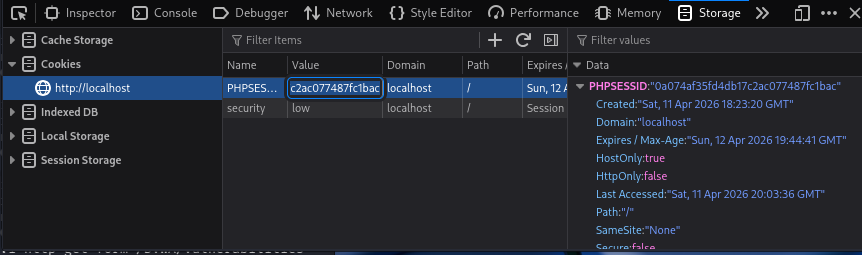 Inspector Console Debugger Network Style Editor Performance Memory Storage
Cache Storage
Cookies
http://localhost
Indexed DB
Local Storage
Session Storage
Filter Items
Name Value Domain Path Expires /
PHPSES... c2ac077487fc1bac localhost / Sun, 12 A
security low localhost / Session
Filter values
Data
PHPSESSID:"0a074af35fd4db17c2ac077487fc1bac"
Created:"Sat, 11 Apr 2026 18:23:20 GMT"
Domain:"localhost"
Expires / Max-Age:"Sun, 12 Apr 2026 19:44:41 GMT"
HostOnly:true
HttpOnly:false
Last Accessed:"Sat, 11 Apr 2026 20:03:36 GMT"
Path:"/"
SameSite:"None"
Secure:false